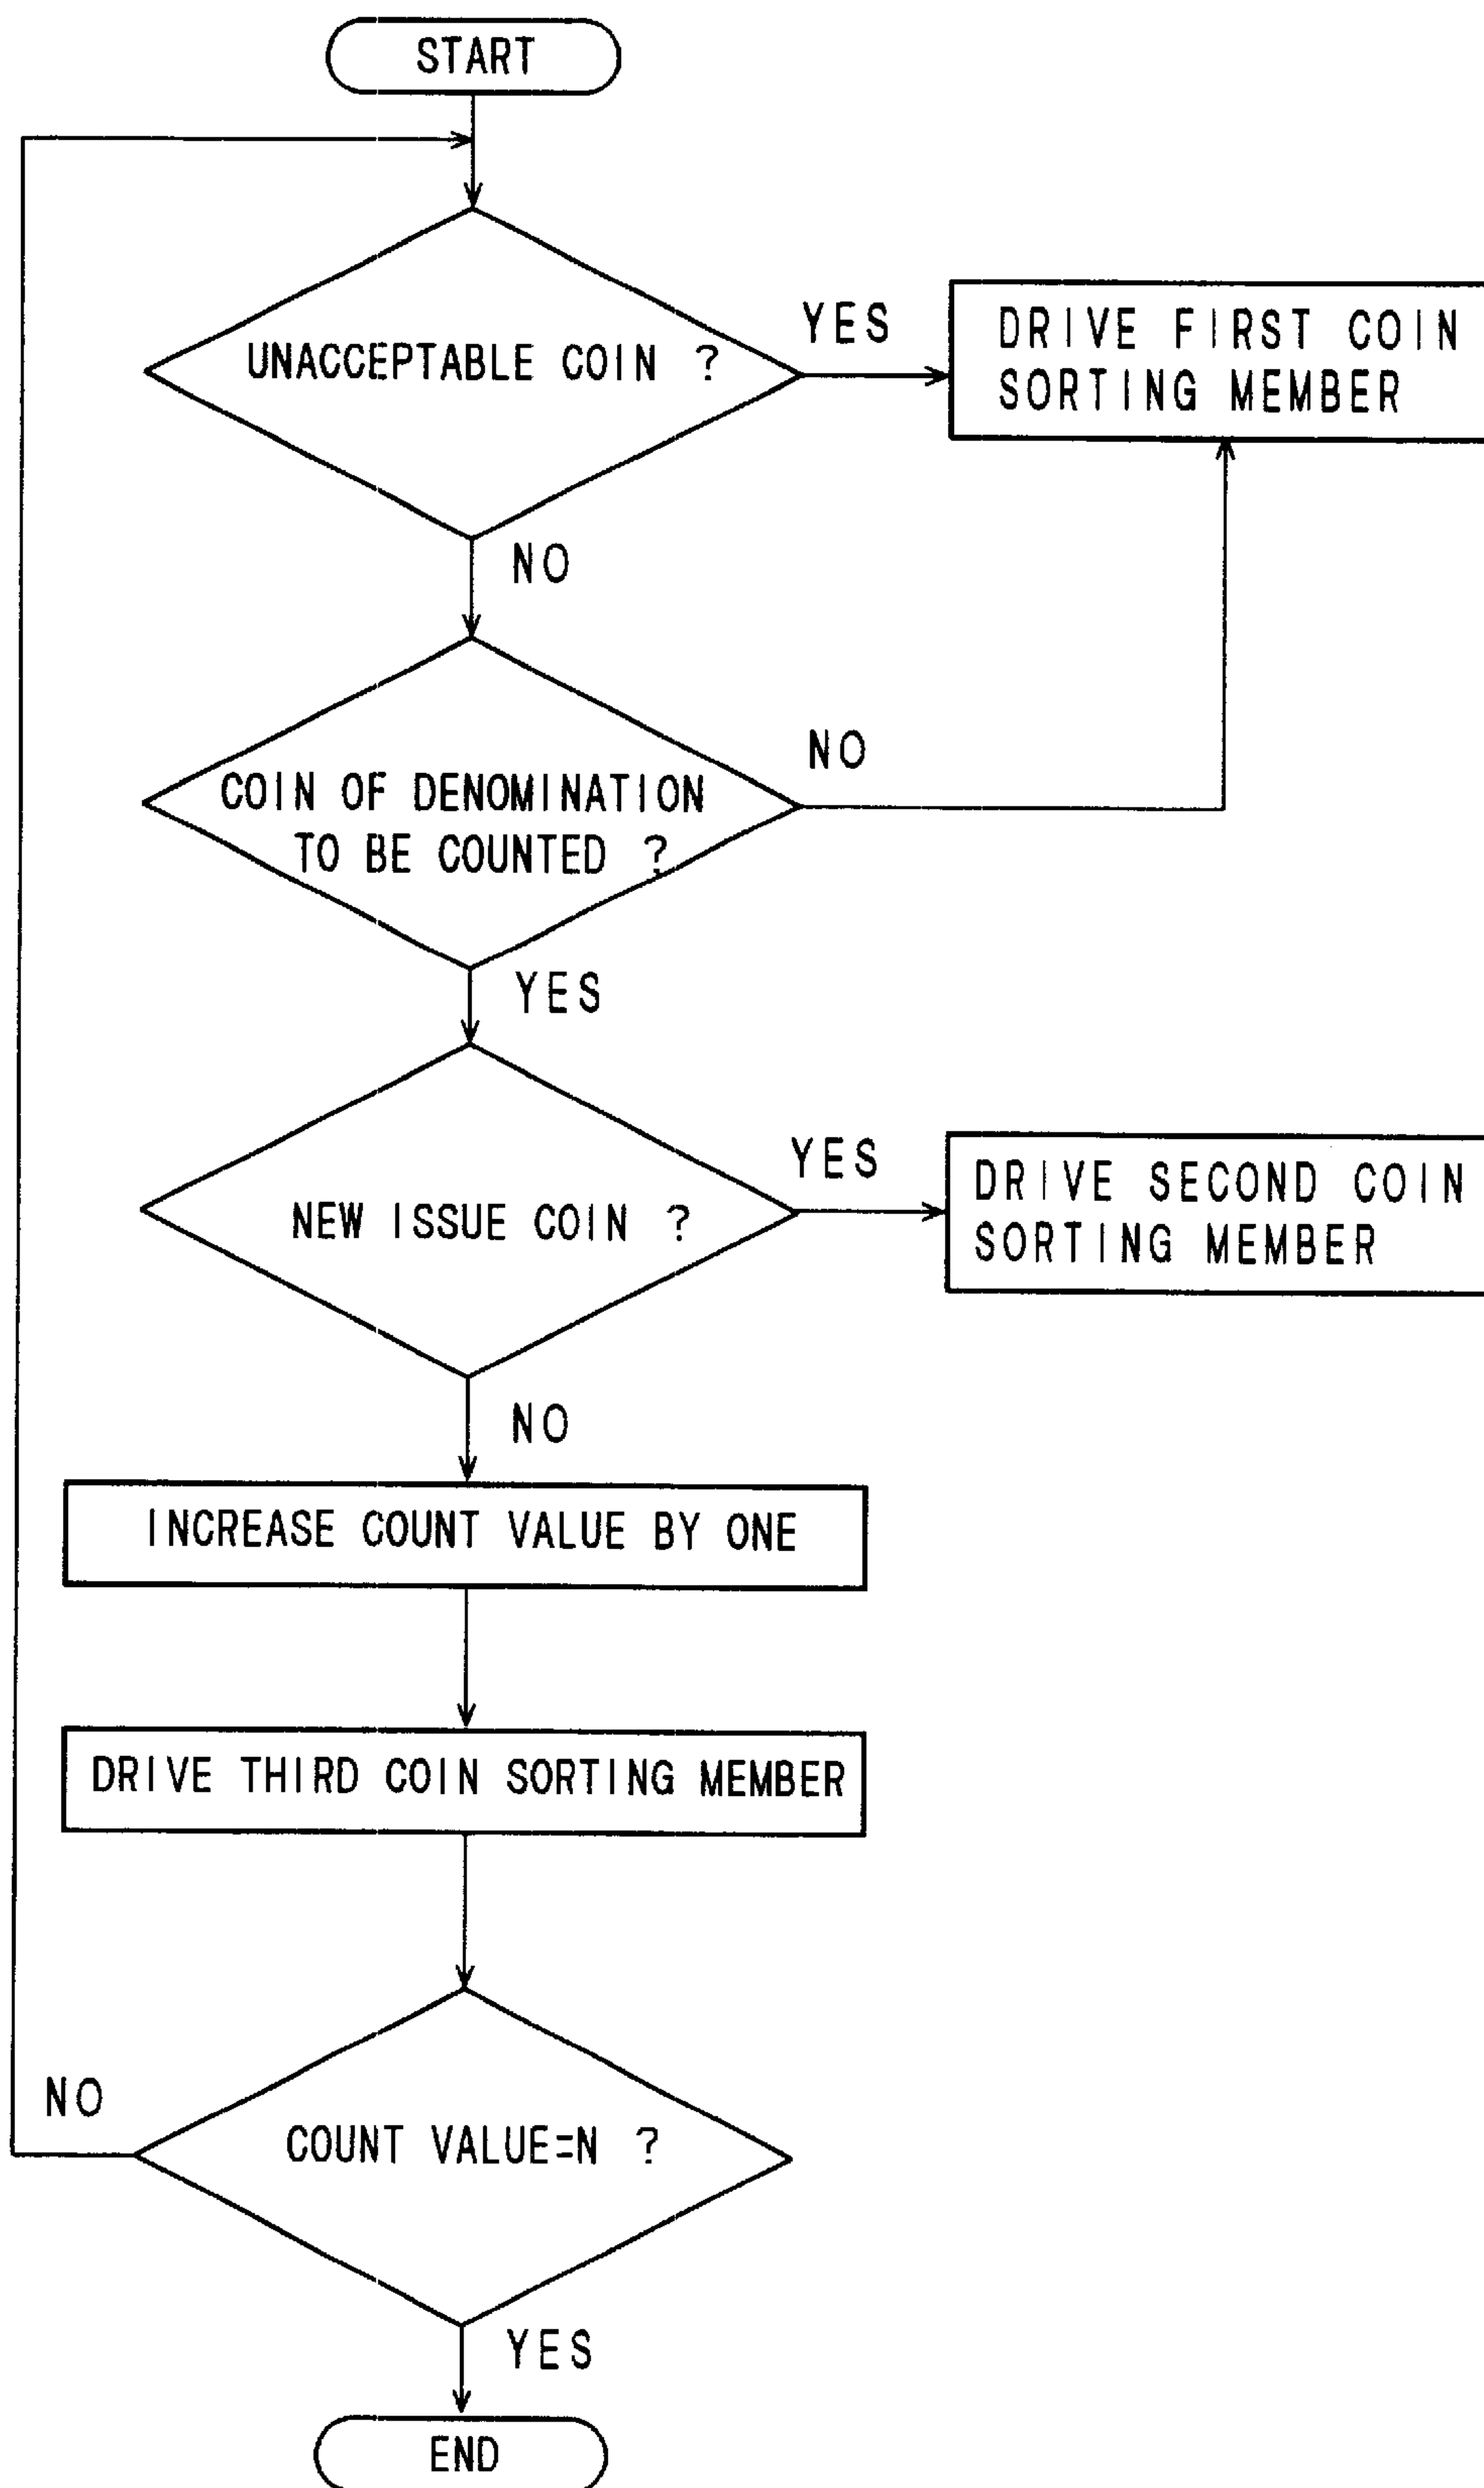 START
UNACCEPTABLE COIN ?
YES
DRIVE FIRST COIN
SORTING MEMBER
NO
COIN OF DENOMINATION
TO BE COUNTED ?
NO
YES
NEW ISSUE COIN ?
YES
DRIVE SECOND COIN
SORTING MEMBER
NO
INCREASE COUNT VALUE BY ONE
DRIVE THIRD COIN SORTING MEMBER
COUNT VALUE=N ?
NO
YES
END